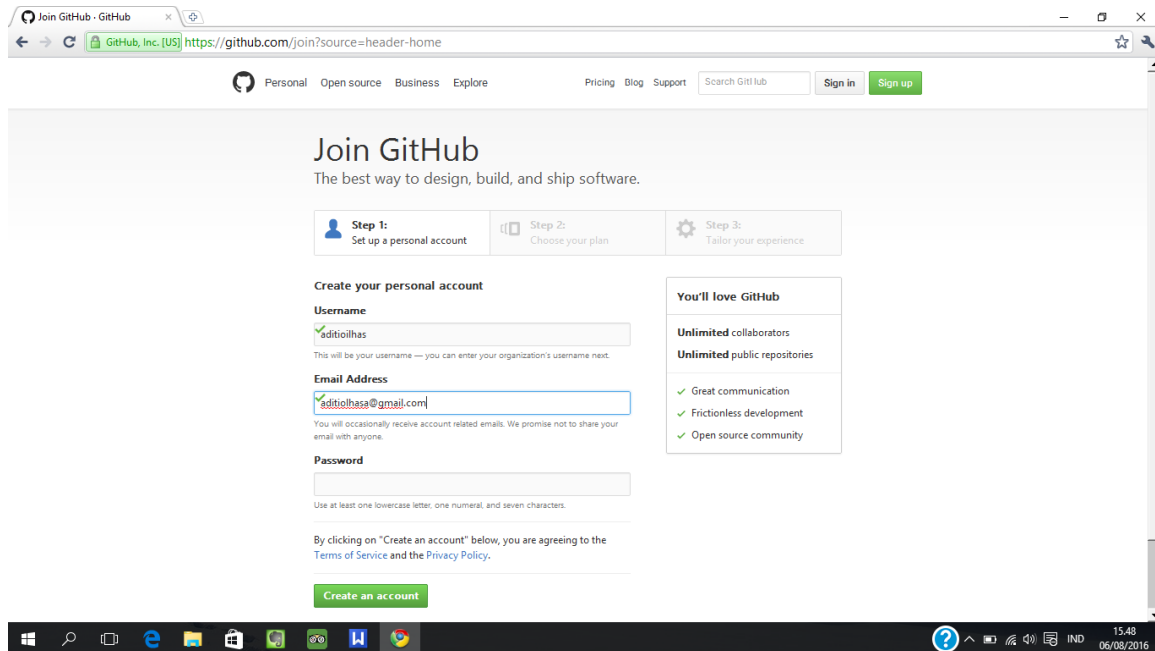 Join GitHub · GitHub
GitHub, Inc. [US] https://github.com/join?source=header-home
Personal Open source Business Explore Pricing Blog Support Search GitHub Sign in Sign up
Join GitHub
The best way to design, build, and ship software.
Step 1:
Set up a personal account
Step 2:
Choose your plan
Step 3:
Tailor your experience
Create your personal account
Username
aditioilhas
This will be your username — you can enter your organization's username next.
Email Address
aditiolhasa@gmail.com
You will occasionally receive account related emails. We promise not to share your
email with anyone.
Password
Use at least one lowercase letter, one numeral, and seven characters.
By clicking on "Create an account" below, you are agreeing to the
Terms of Service and the Privacy Policy.
Create an account
You'll love GitHub
Unlimited collaborators
Unlimited public repositories
Great communication
Frictionless development
Open source community
IND
15.48
06/08/2016